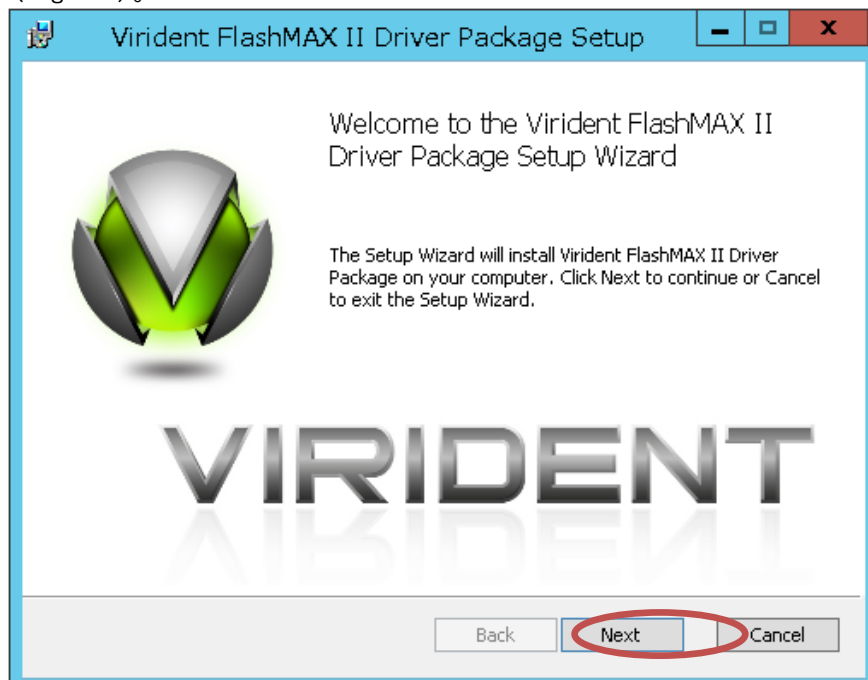 Virident FlashMAX II Driver Package Setup
Welcome to the Virident FlashMAX II
Driver Package Setup Wizard
The Setup Wizard will install Virident FlashMAX II Driver
Package on your computer. Click Next to continue or Cancel
to exit the Setup Wizard.
VIRIDENT
Back Next Cancel